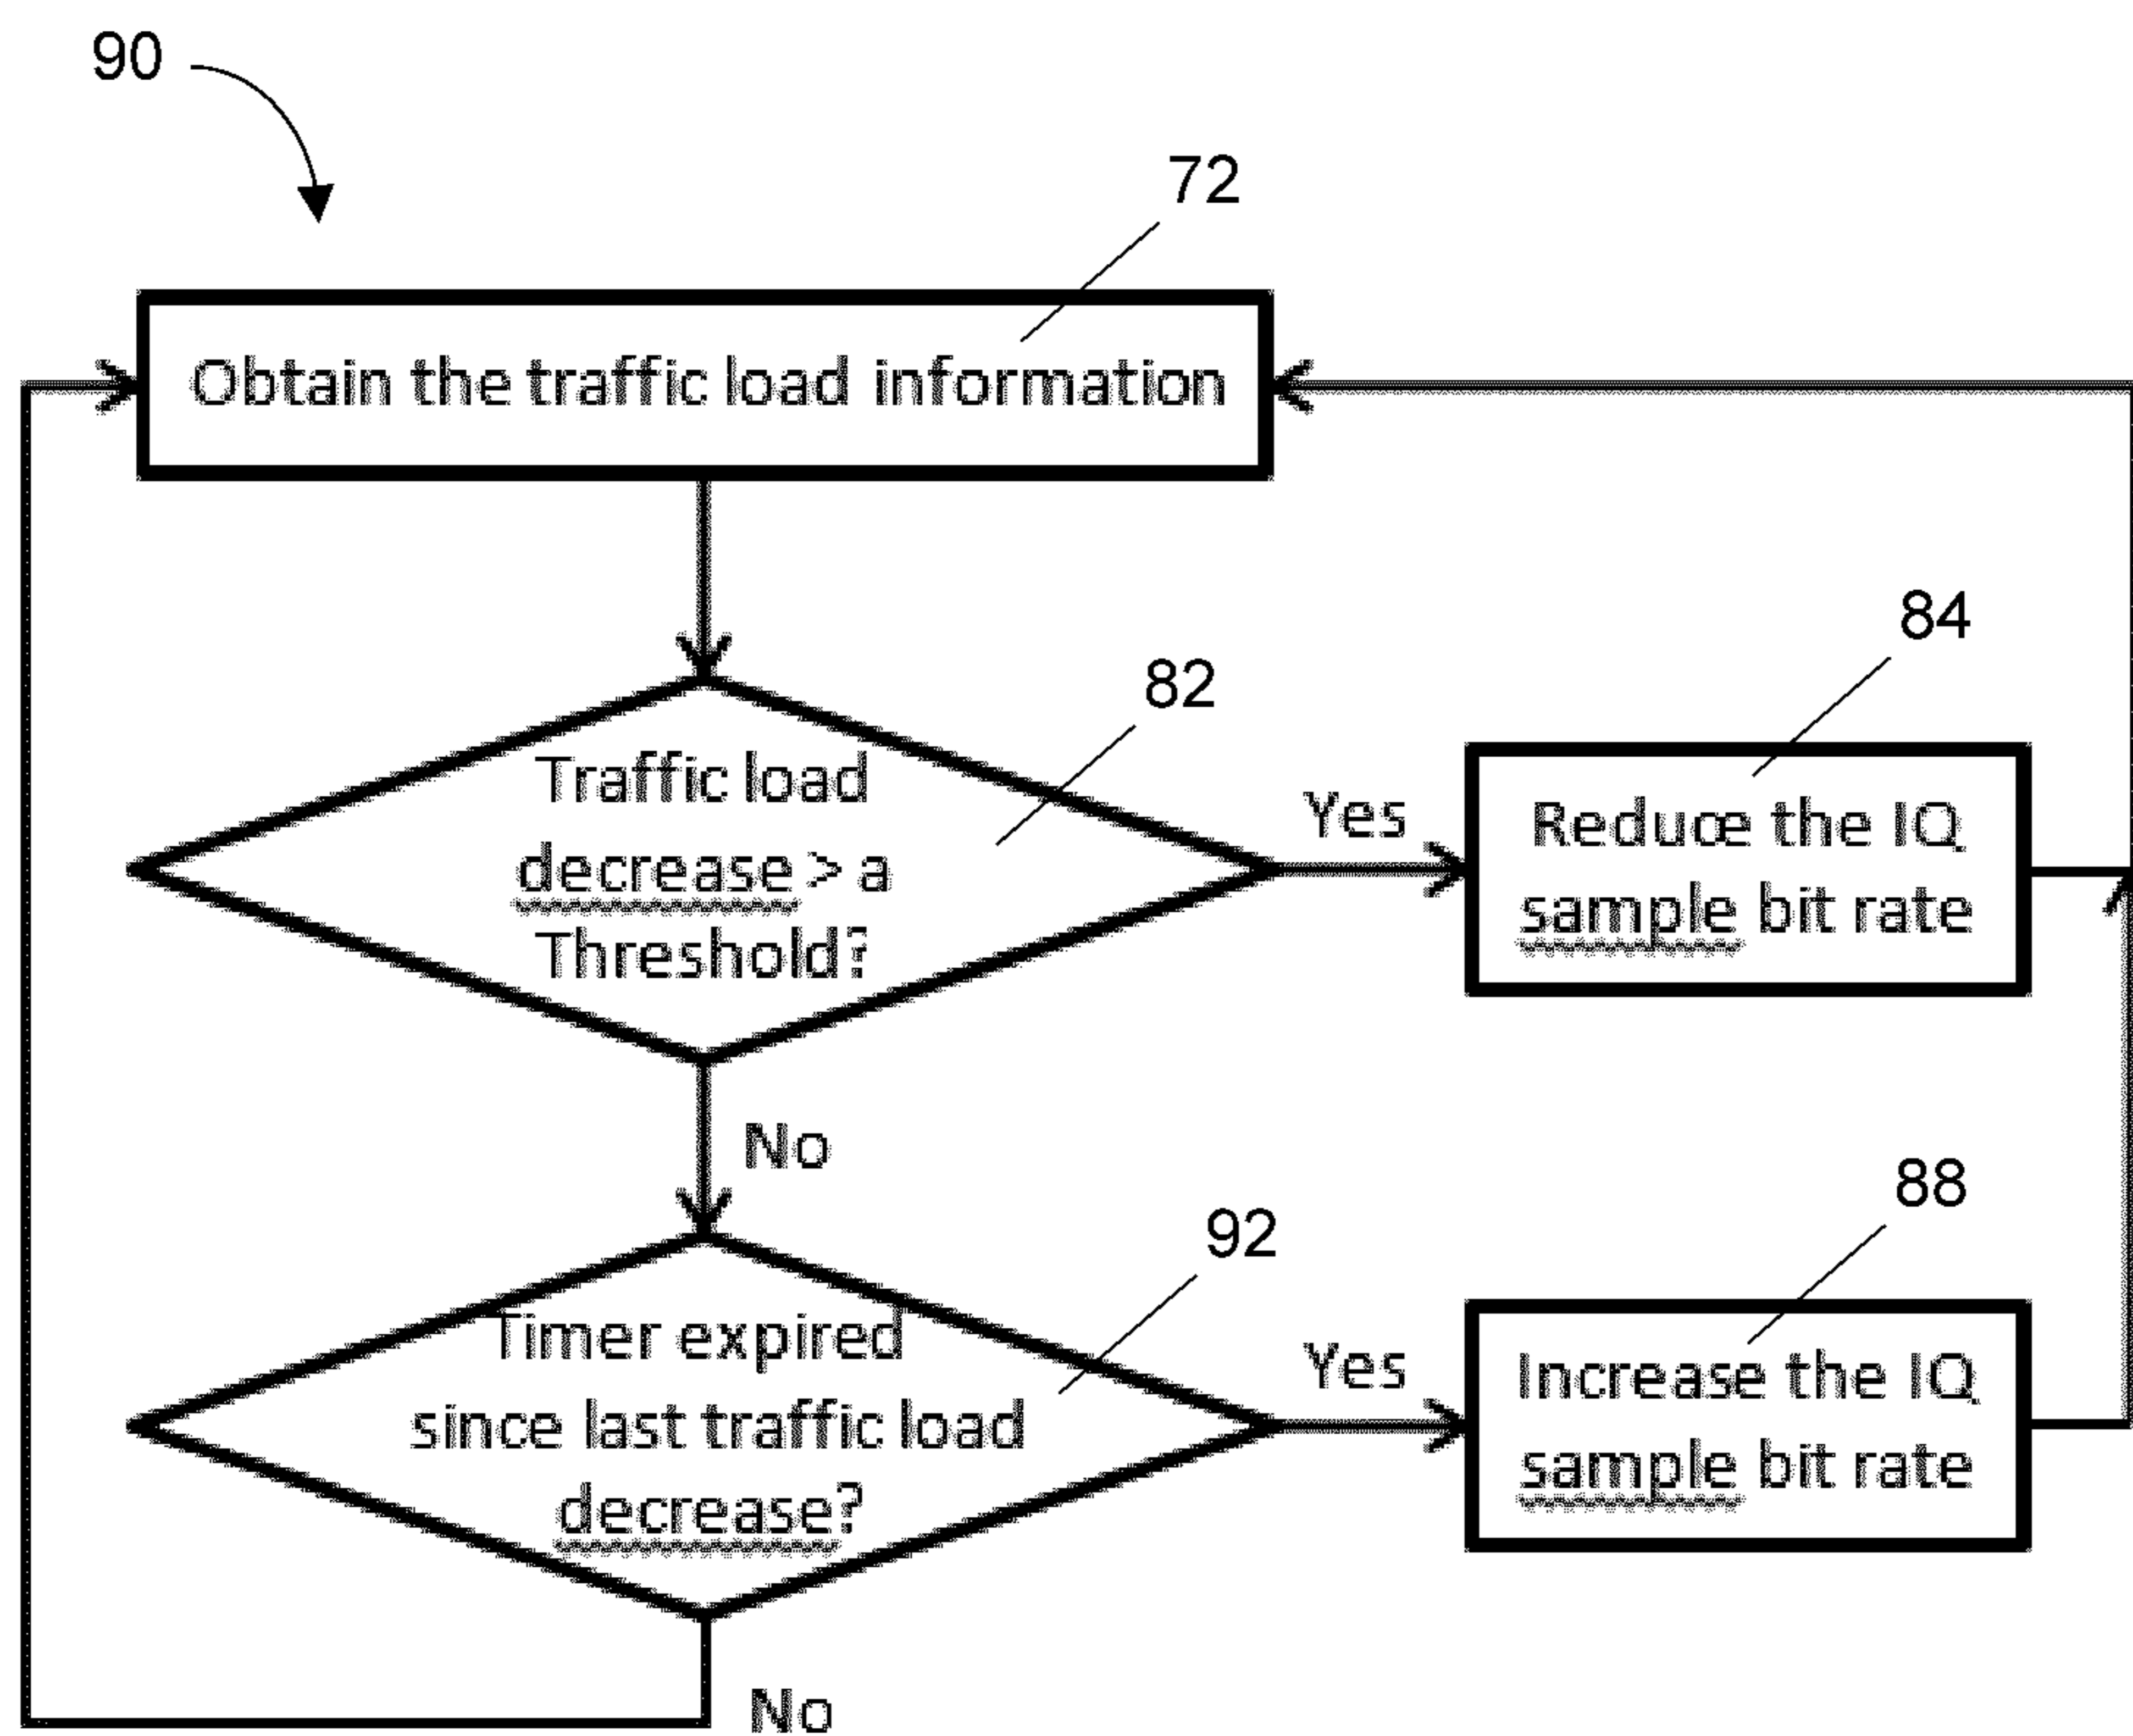 90
72
Obtain the traffic load information
82
Traffic load
decrease > a
Threshold?
Yes
84
Reduce the IQ
sample bit rate
No
92
Timer expired
since last traffic load
decrease?
Yes
88
Increase the IQ
sample bit rate
No